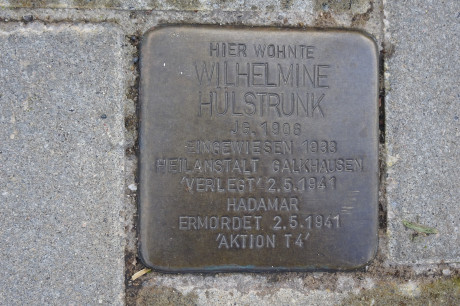 HIER WOHNTE
WILHELMINE
HÜLSTRUNK
JG. 1906
EINGEWIESEN 1933
HEILANSTALT GALKHAUSEN
'VERLEGT' 2.5.1941
HADAMAR
ERMORDET 2.5.1941
'AKTION T4'